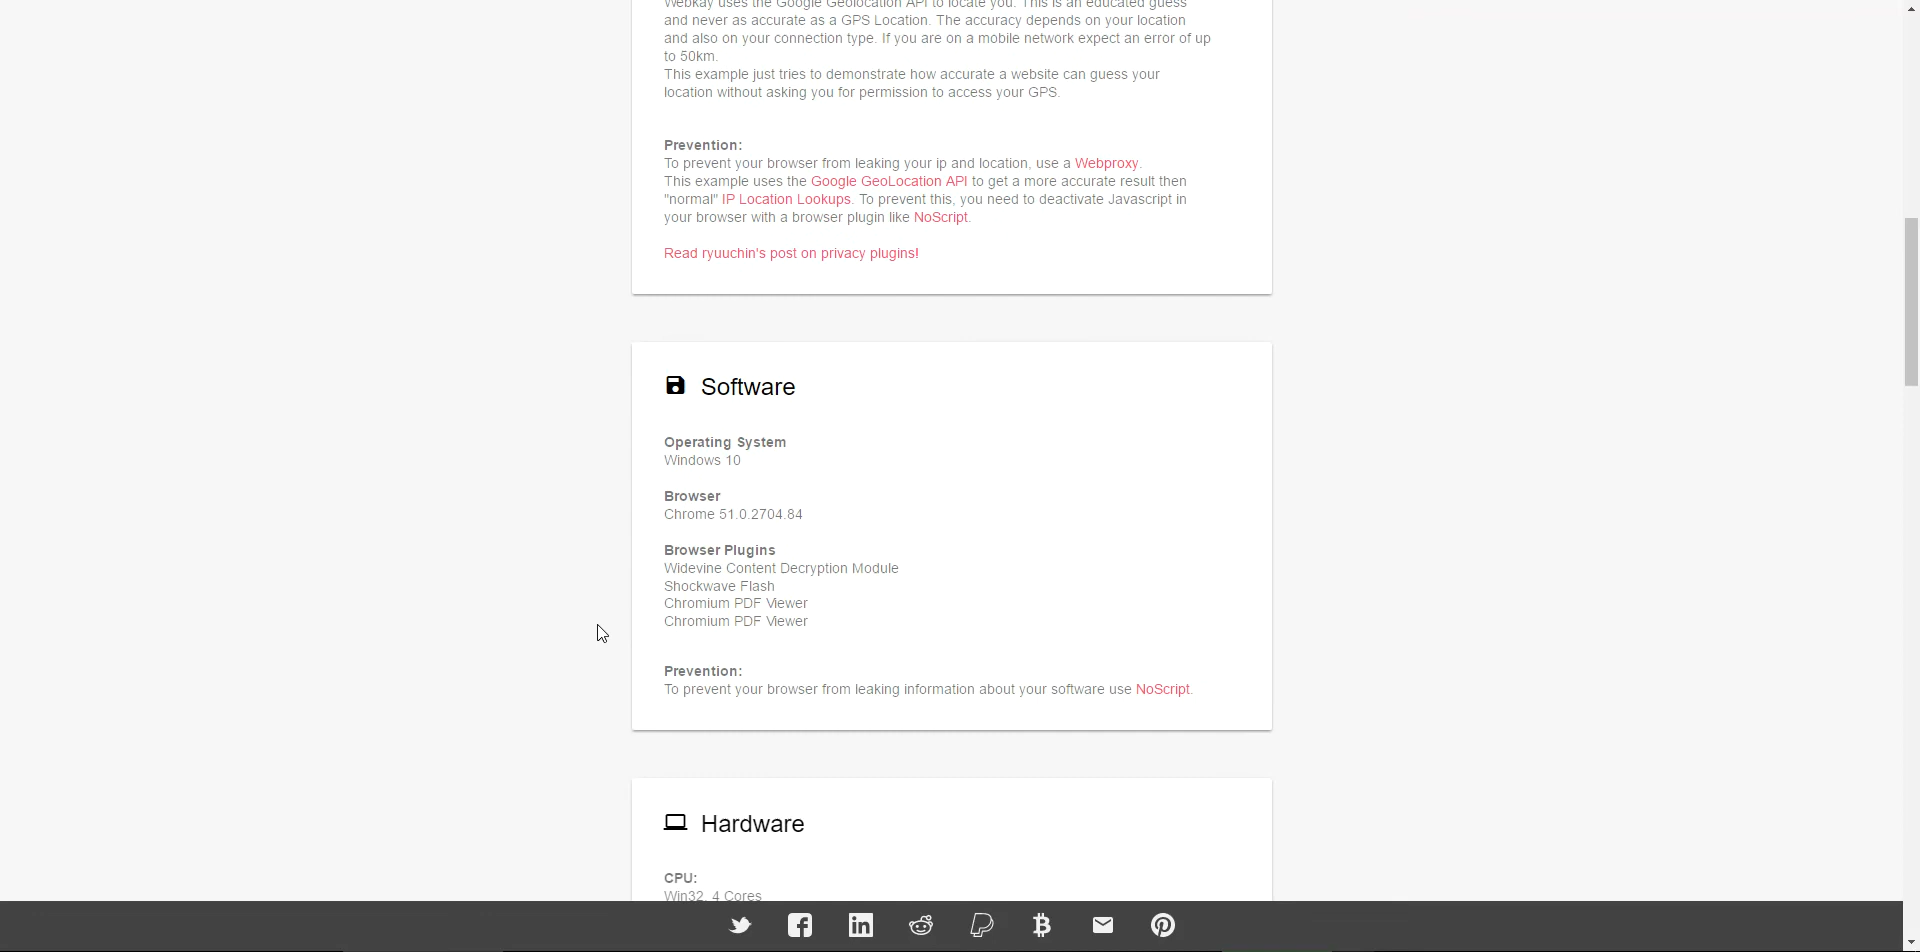 Webkay uses the Google Geolocation API to locate you. This is an educated guess
and never as accurate as a GPS Location. The accuracy depends on your location
and also on your connection type. If you are on a mobile network expect an error of up
to 50km.
This example just tries to demonstrate how accurate a website can guess your
location without asking you for permission to access your GPS.
Prevention:
To prevent your browser from leaking your ip and location, use a Webproxy.
This example uses the Google GeoLocation API to get a more accurate result then
"normal" IP Location Lookups. To prevent this, you need to deactivate Javascript in
your browser with a browser plugin like NoScript.
Read ryuuchin's post on privacy plugins!
Software
Operating System
Windows 10
Browser
Chrome 51.0.2704.84
Browser Plugins
Widevine Content Decryption Module
Shockwave Flash
Chromium PDF Viewer
Chromium PDF Viewer
Prevention:
To prevent your browser from leaking information about your software use NoScript.
Hardware
CPU:
Win32, 4 Cores